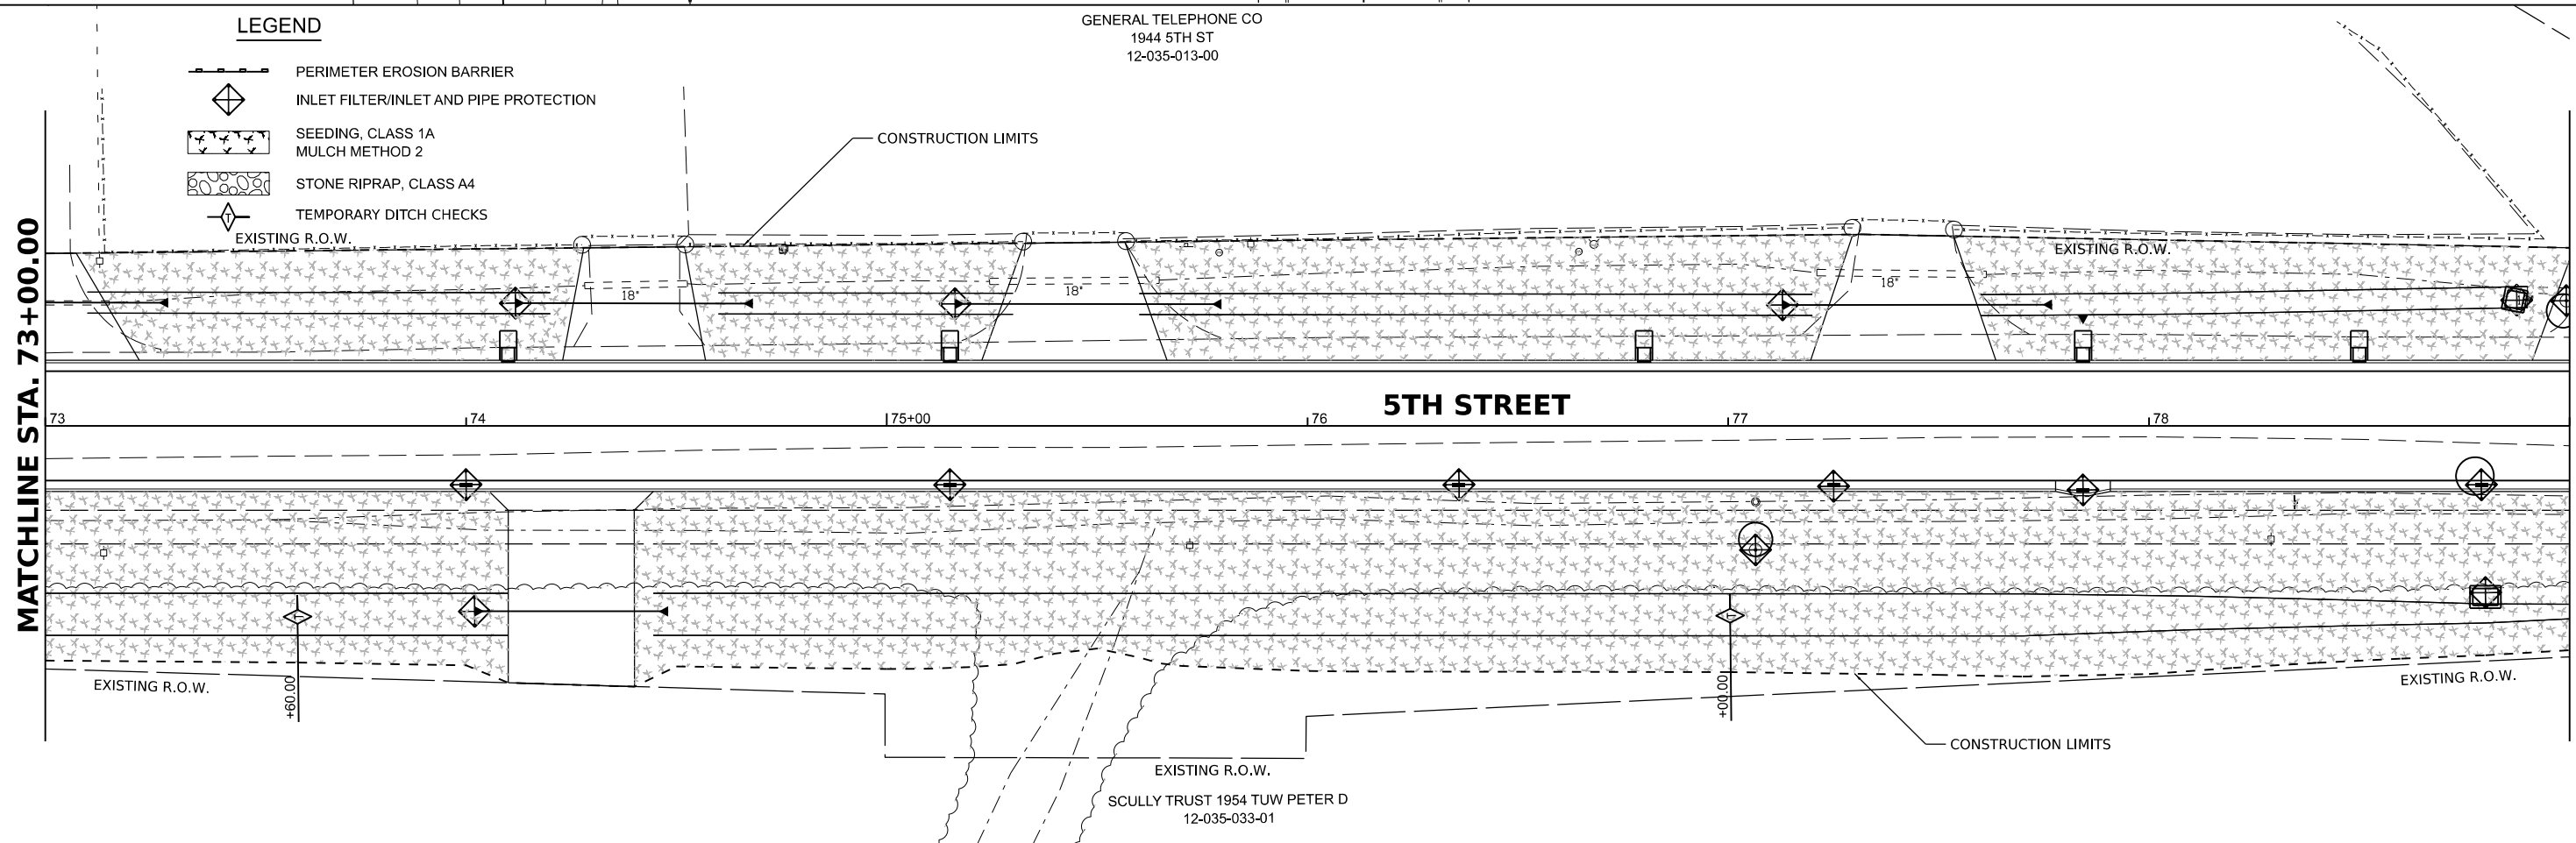 LEGEND
PERIMETER EROSION BARRIER
INLET FILTER/INLET AND PIPE PROTECTION
SEEDING, CLASS 1A
MULCH METHOD 2
STONE RIPRAP, CLASS A4
T
TEMPORARY DITCH CHECKS
GENERAL TELEPHONE CO
1944 5TH ST
12-035-013-00
CONSTRUCTION LIMITS
EXISTING R.O.W.
EXISTING R.O.W.
18"
18"
18"
MATCHLINE STA. 73+00.00
5TH STREET
73
74
75+00
76
77
78
EXISTING R.O.W.
+60.00
+00.00
EXISTING R.O.W.
CONSTRUCTION LIMITS
EXISTING R.O.W.
SCULLY TRUST 1954 TUW PETER D
12-035-033-01